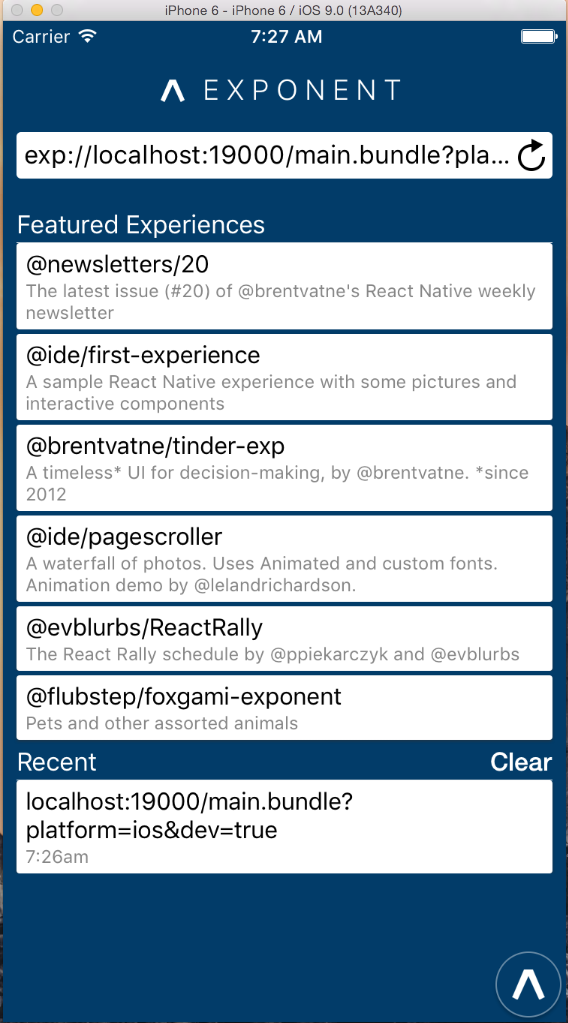 iPhone 6 - iPhone 6 / iOS 9.0 (13A340)
Carrier 7:27 AM
EXPONENT
exp://localhost:19000/main.bundle?pla...
Featured Experiences
@newsletters/20
The latest issue (#20) of @brentvatne's React Native weekly
newsletter
@ide/first-experience
A sample React Native experience with some pictures and
interactive components
@brentvatne/tinder-exp
A timeless* UI for decision-making, by @brentvatne. *since
2012
@ide/pagescroller
A waterfall of photos. Uses Animated and custom fonts.
Animation demo by @lelandrichardson.
@evblurbs/ReactRally
The React Rally schedule by @ppiekarczyk and @evblurbs
@flubstep/foxgami-exponent
Pets and other assorted animals
Recent Clear
localhost:19000/main.bundle?
platform=ios&dev=true
7:26am